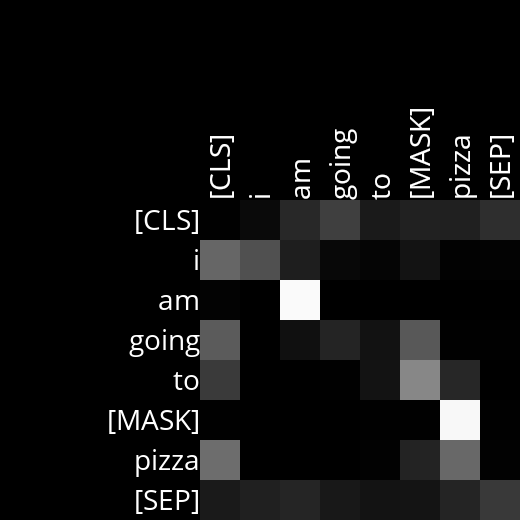 [CLS] i am going to [MASK] pizza [SEP]
[CLS]
i
am
going
to
[MASK]
pizza
[SEP]